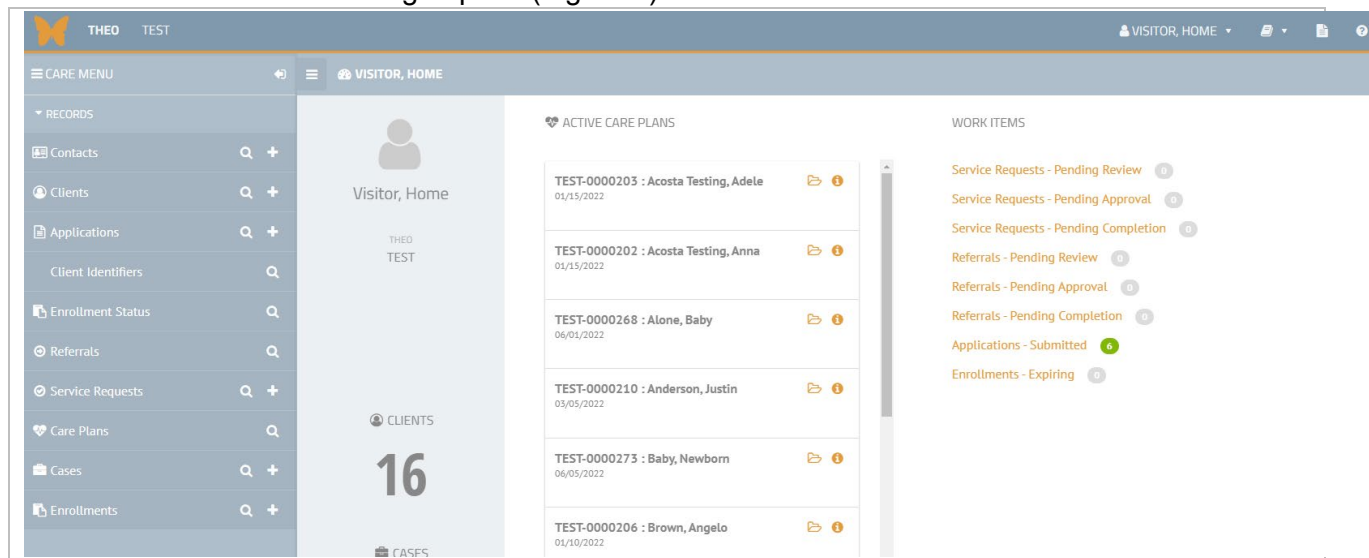 THEO TEST
VISITOR, HOME
CARE MENU
VISITOR, HOME
RECORDS
Contacts
Clients
Applications
Client Identifiers
Enrollment Status
Referrals
Service Requests
Care Plans
Cases
Enrollments
Visitor, Home
THEO
TEST
CLIENTS
16
CASES
ACTIVE CARE PLANS
TEST-0000203 : Acosta Testing, Adele
01/15/2022
TEST-0000202 : Acosta Testing, Anna
01/15/2022
TEST-0000268 : Alone, Baby
06/01/2022
TEST-0000210 : Anderson, Justin
03/05/2022
TEST-0000273 : Baby, Newborn
06/05/2022
TEST-0000206 : Brown, Angelo
01/10/2022
WORK ITEMS
Service Requests - Pending Review 0
Service Requests - Pending Approval 0
Service Requests - Pending Completion 0
Referrals - Pending Review 0
Referrals - Pending Approval 0
Referrals - Pending Completion 0
Applications - Submitted 6
Enrollments - Expiring 0